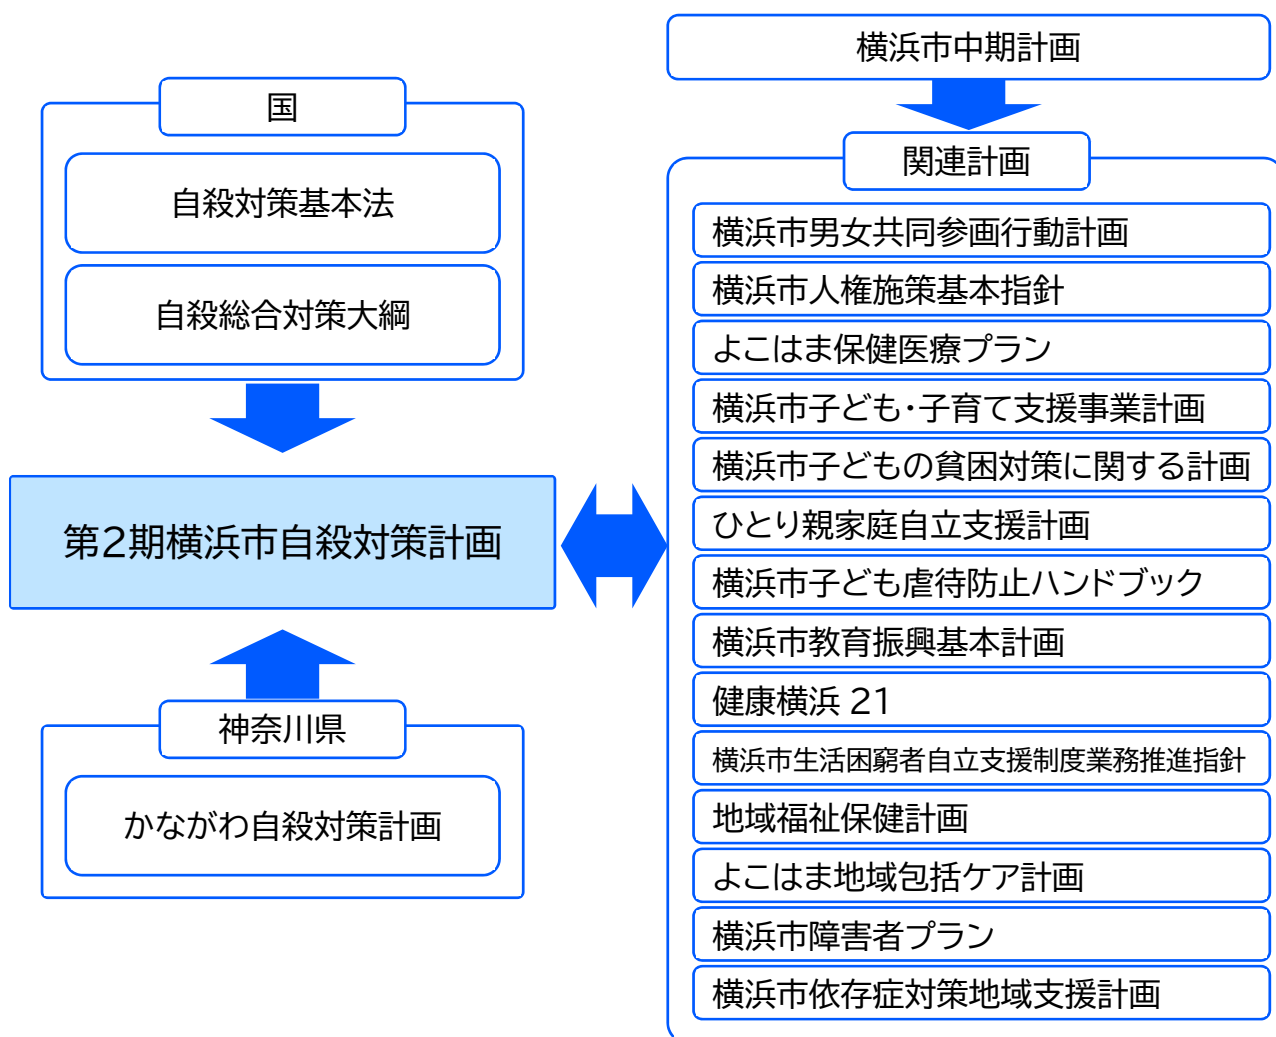 国
自殺対策基本法
自殺総合対策大綱
第2期横浜市自殺対策計画
神奈川県
かながわ自殺対策計画
横浜市中期計画
関連計画
横浜市男女共同参画行動計画
横浜市人権施策基本指針
よこはま保健医療プラン
横浜市子ども・子育て支援事業計画
横浜市子どもの貧困対策に関する計画
ひとり親家庭自立支援計画
横浜市子ども虐待防止ハンドブック
横浜市教育振興基本計画
健康横浜 21
横浜市生活困窮者自立支援制度業務推進指針
地域福祉保健計画
よこはま地域包括ケア計画
横浜市障害者プラン
横浜市依存症対策地域支援計画